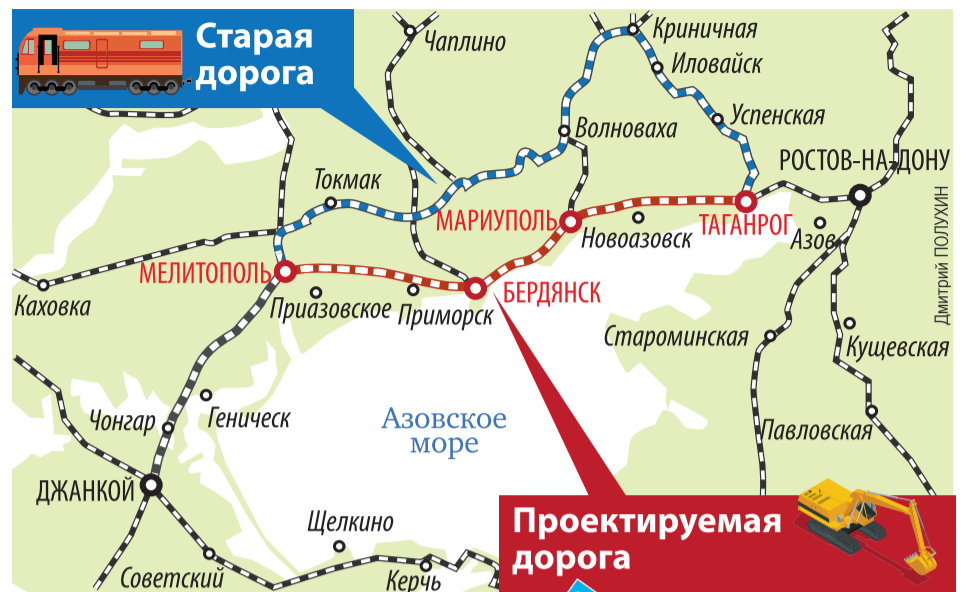 Старая
дорога
Чаплино
Криничная
Иловайск
Успенская
Волноваха
РОСТОВ-НА-ДОНУ
Токмак
МАРИУПОЛЬ
Новоазовск
ТАГАНРОГ
Азов
МЕЛИТОПОЛЬ
Каховка
Приазовское
Приморск
БЕРДЯНСК
Дмитрий ПОЛУХИН
Староминская
Кущевская
Чонгар
Геническ
Азовское
море
Павловская
ДЖАНКОЙ
Щелкино
Советский
Керчь
Проектируемая
дорога